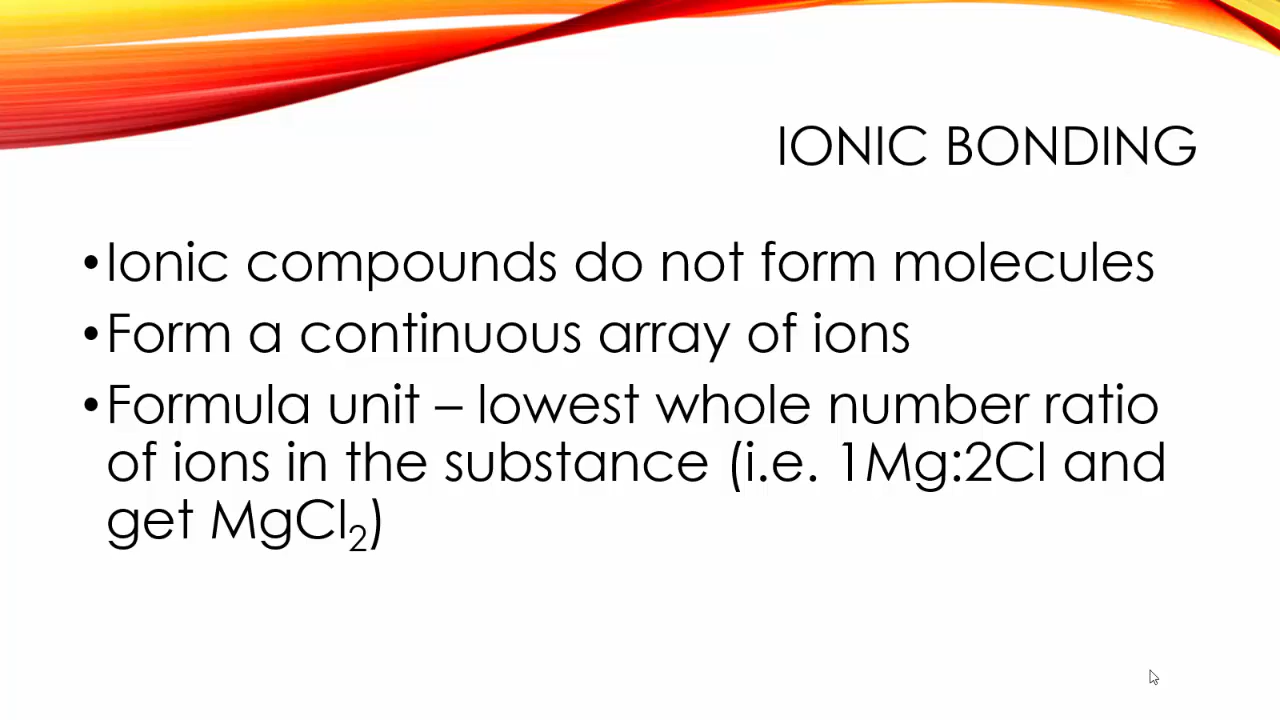 IONIC BONDING
•Ionic compounds do not form molecules
•Form a continuous array of ions
•Formula unit – lowest whole number ratio
of ions in the substance (i.e. 1Mg:2Cl and
get MgCl₂)